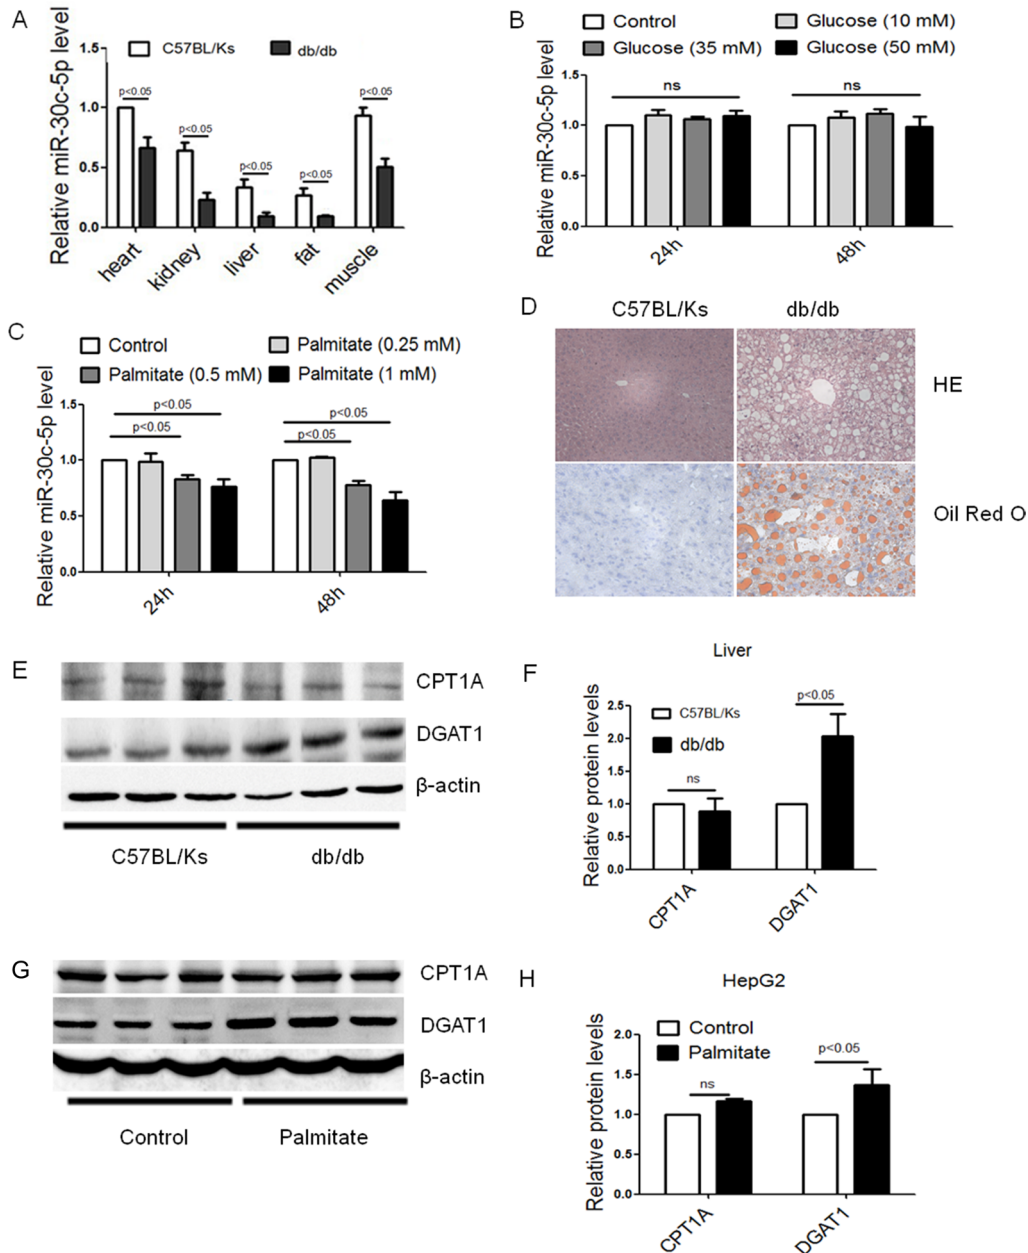 A
Relative miR-30c-5p level
C57BL/Ks
db/db
1.5
1.0
0.5
0.0
p<0.05
p<0.05
p<0.05
p<0.05
p<0.05
heart
kidney
liver
fat
muscle
B
Relative miR-30c-5p level
Control
Glucose (10 mM)
Glucose (35 mM)
Glucose (50 mM)
1.5
1.0
0.5
0.0
ns
ns
24h
48h
C
Relative miR-30c-5p level
Control
Palmitate (0.25 mM)
Palmitate (0.5 mM)
Palmitate (1 mM)
1.5
1.0
0.5
0.0
p<0.05
p<0.05
p<0.05
p<0.05
24h
48h
D
C57BL/Ks
db/db
HE
Oil Red O
E
CPT1A
DGAT1
β-actin
C57BL/Ks
db/db
F
Liver
Relative protein levels
C57BL/Ks
db/db
2.5
2.0
1.5
1.0
0.5
0.0
ns
p<0.05
CPT1A
DGAT1
G
CPT1A
DGAT1
β-actin
Control
Palmitate
H
HepG2
Relative protein levels
Control
Palmitate
2.0
1.5
1.0
0.5
0.0
ns
p<0.05
CPT1A
DGAT1